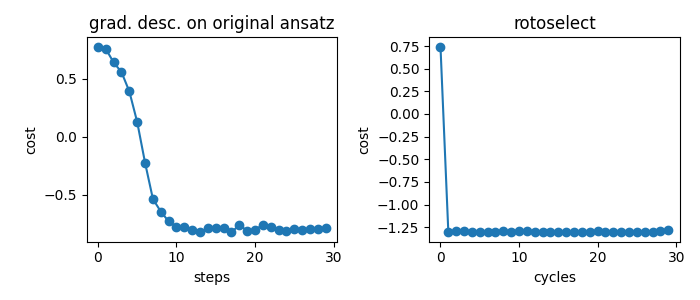 grad. desc. on original ansatz
0.5
0.0
−0.5
cost
0 10 20 30
steps
rotoselect
0.75
0.50
0.25
0.00
−0.25
−0.50
−0.75
−1.00
−1.25
cost
0 10 20 30
cycles